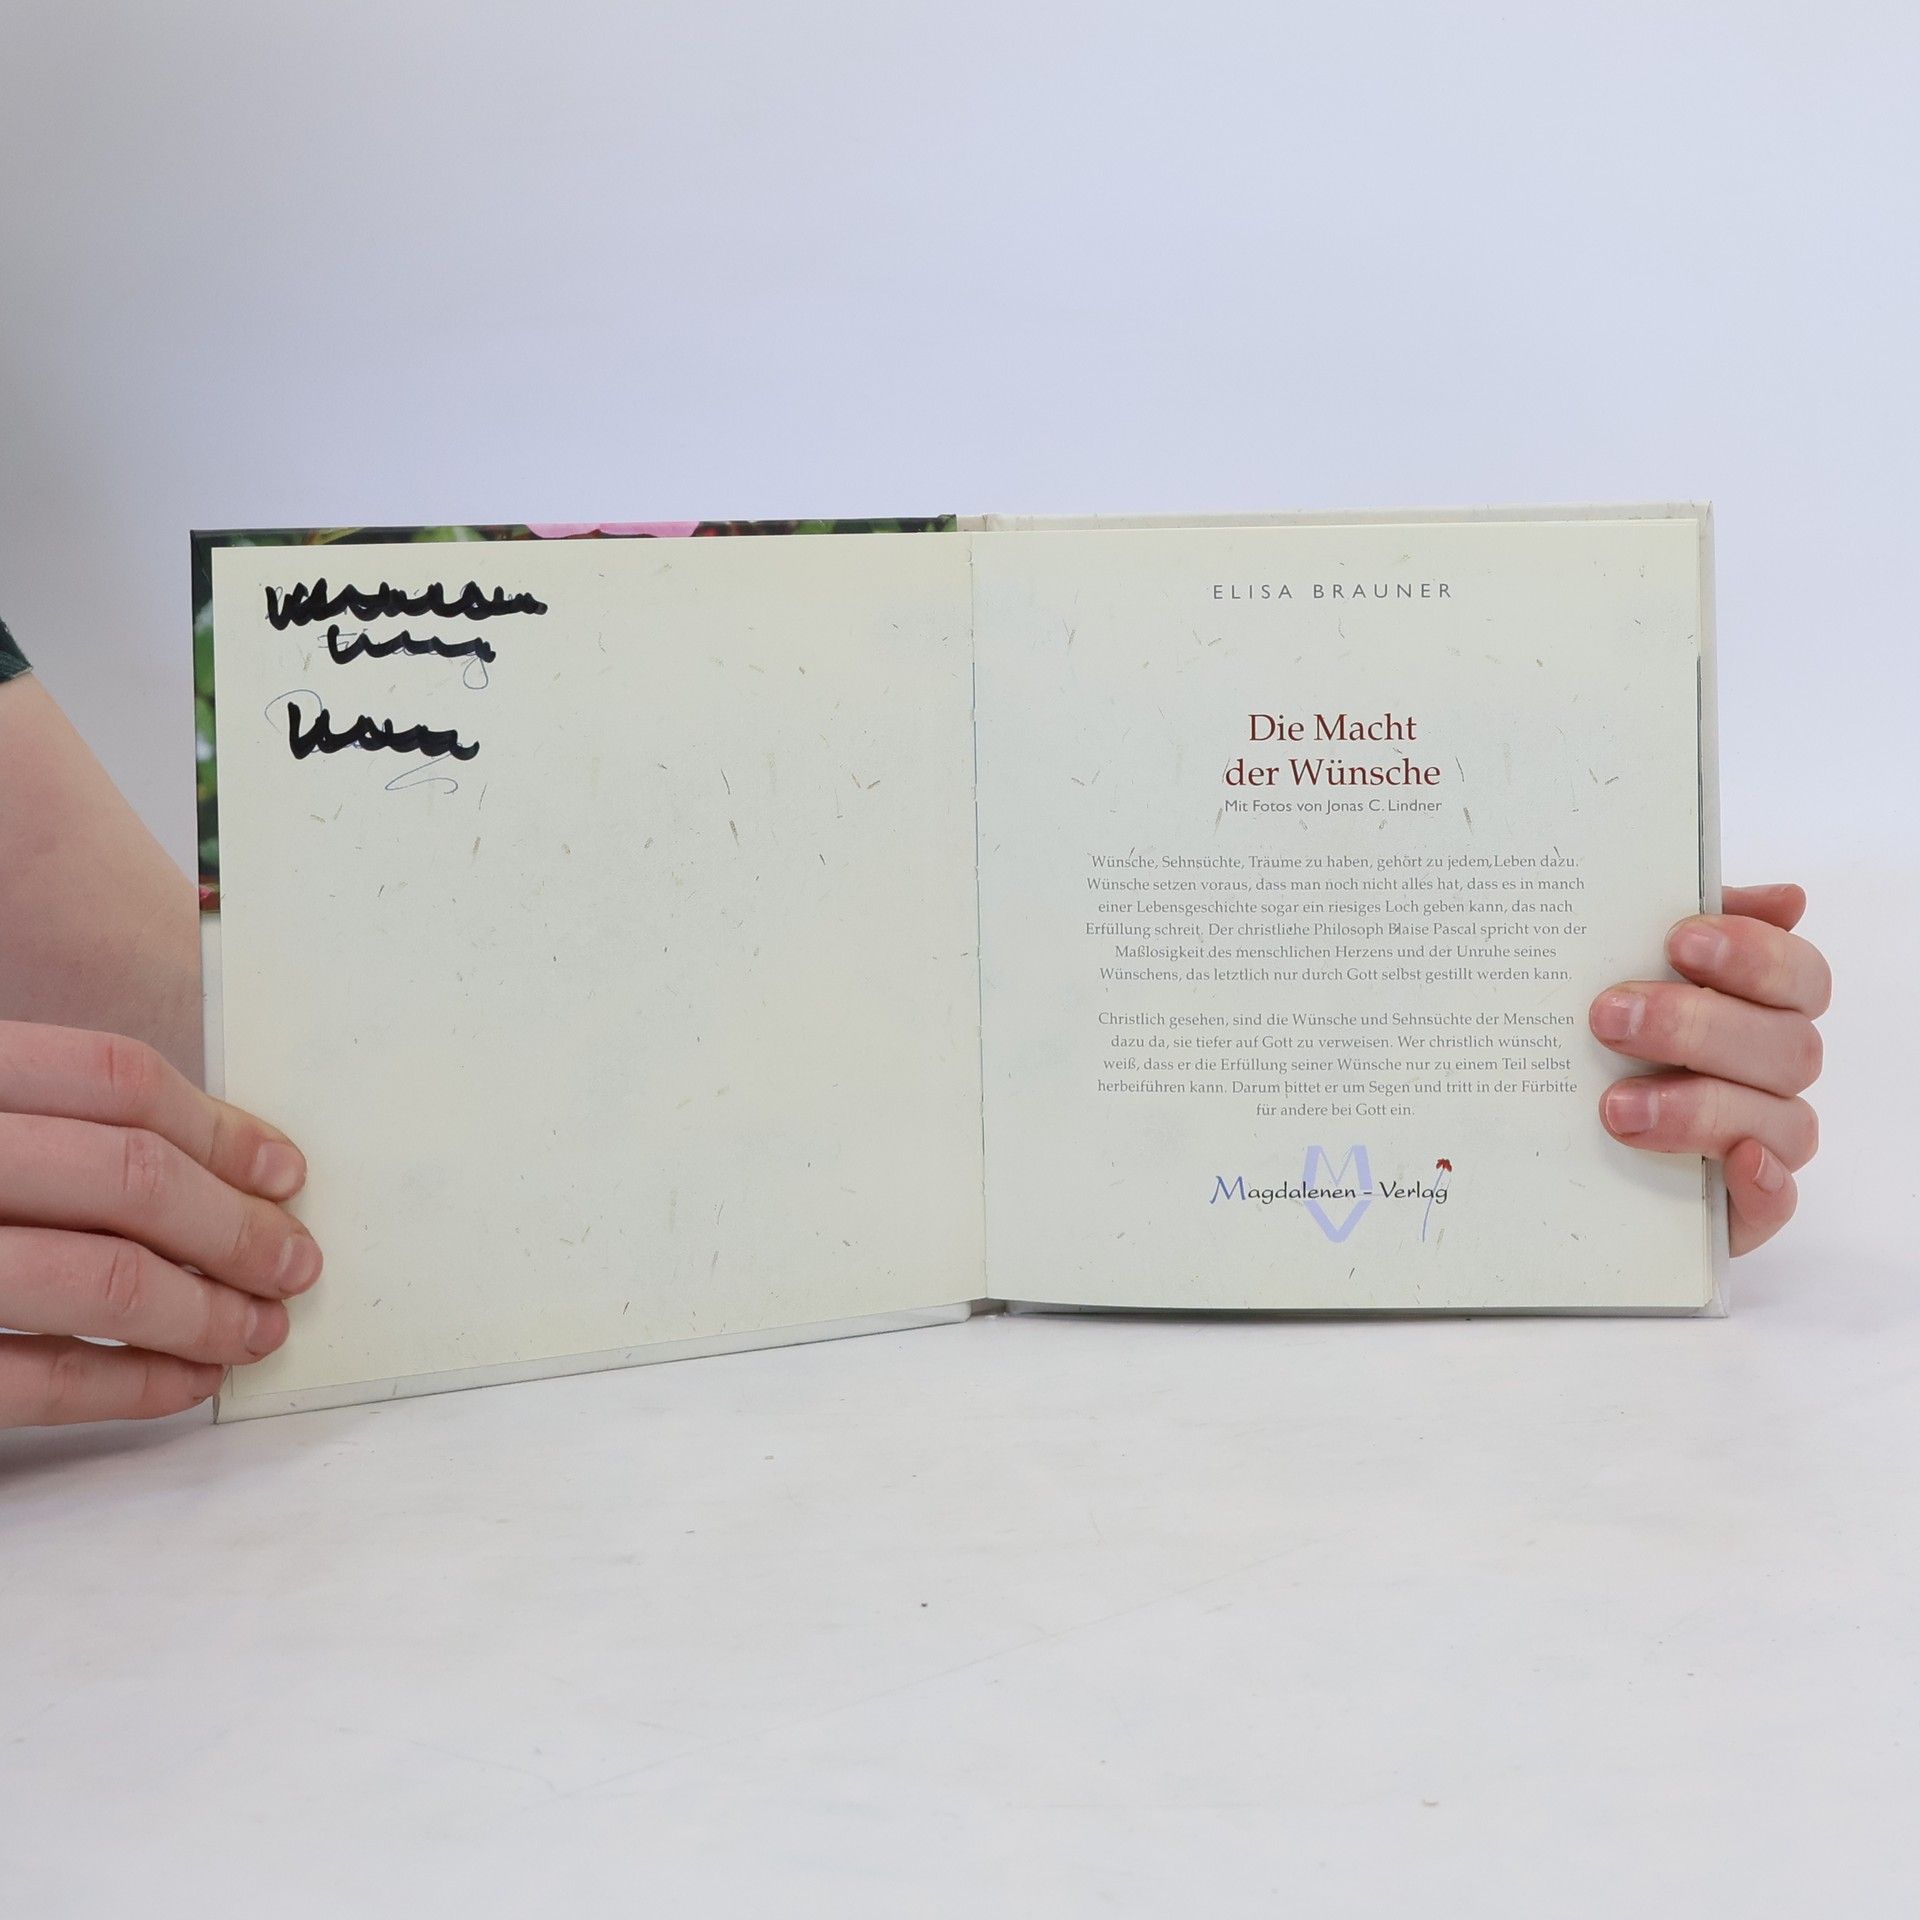 ELISA BRAUNER
Die Macht
der Wünsche
Mit Fotos von Jonas C. Lindner
Wünsche, Sehnsüchte, Träume zu haben, gehört zu jedem Leben dazu.
Wünsche setzen voraus, dass man noch nicht alles hat, dass es in manch
einer Lebensgeschichte sogar ein riesiges Loch geben kann, das nach
Erfüllung schreit. Der christliche Philosoph Blaise Pascal spricht von der
Maßlosigkeit des menschlichen Herzens und der Unruhe seines
Wünschens, das letztlich nur durch Gott selbst gestillt werden kann.
Christlich gesehen, sind die Wünsche und Sehnsüchte der Menschen
dazu da, sie tiefer auf Gott zu verweisen. Wer christlich wünscht,
weiß, dass er die Erfüllung seiner Wünsche nur zu einem Teil selbst
herbeiführen kann. Darum bittet er um Segen und tritt in der Fürbitte
für andere bei Gott ein.
Magdalenen - Verlag